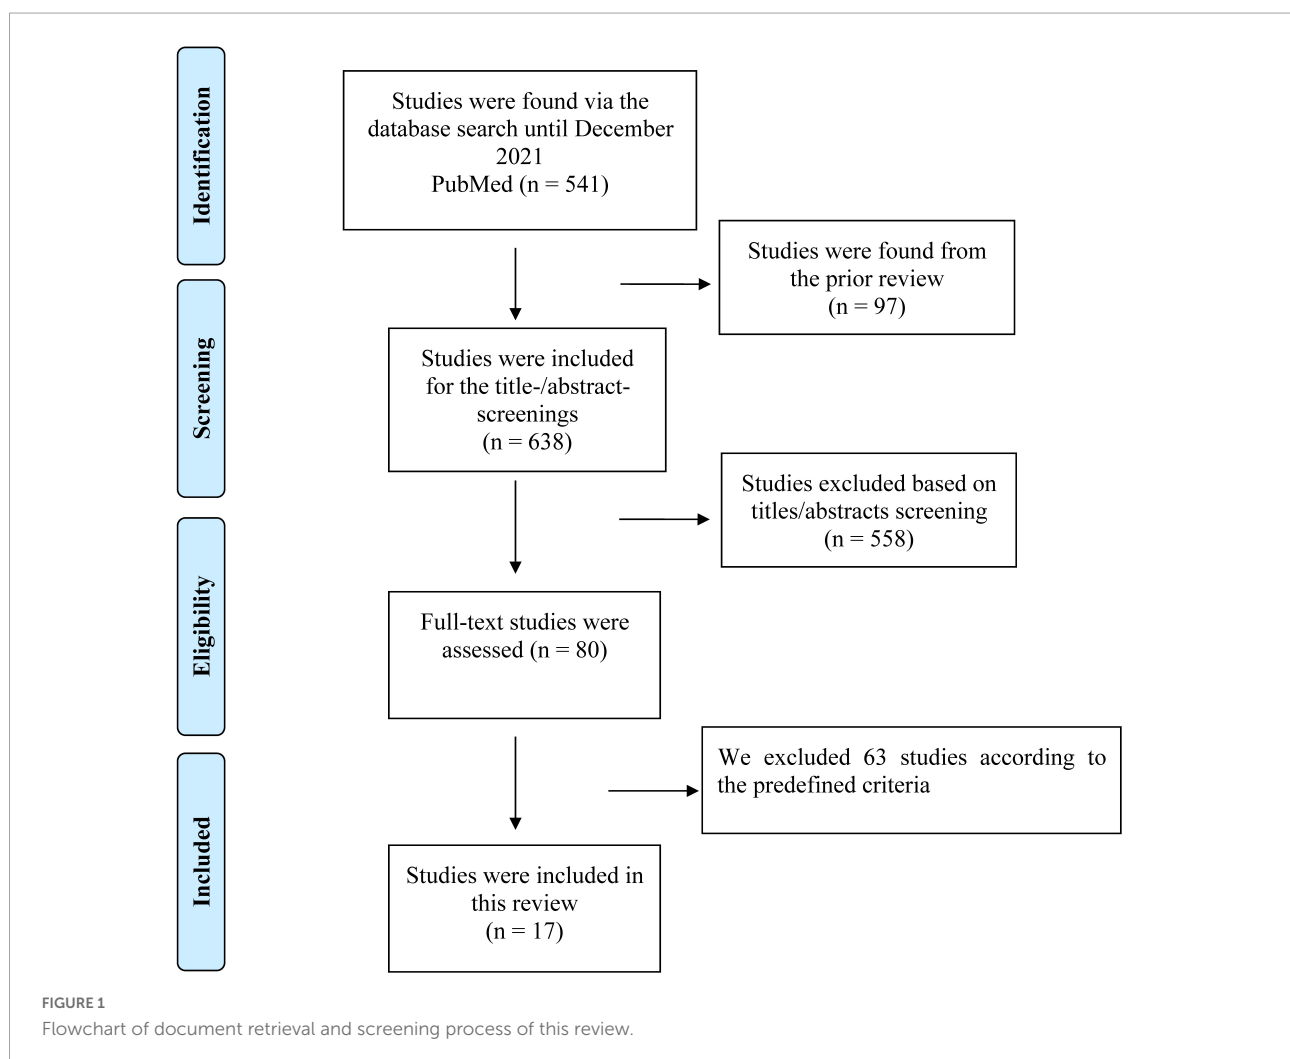 Identification
Studies were found via the
database search until December
2021
PubMed (n = 541)
Studies were found from
the prior review
(n = 97)
Screening
Studies were included
for the title-/abstract-
screenings
(n = 638)
Studies excluded based on
titles/abstracts screening
(n = 558)
Eligibility
Full-text studies were
assessed (n = 80)
We excluded 63 studies according to
the predefined criteria
Included
Studies were included in
this review
(n = 17)
FIGURE 1
Flowchart of document retrieval and screening process of this review.